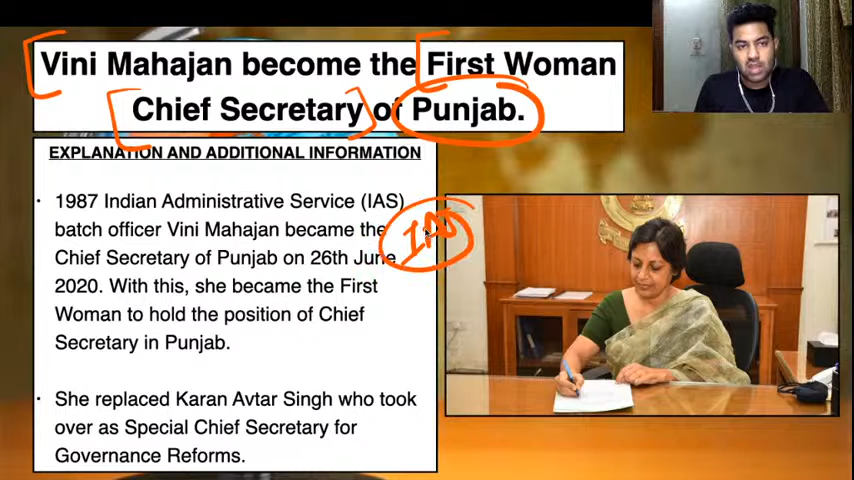 Vini Mahajan become the First Woman
Chief Secretary of Punjab.
EXPLANATION AND ADDITIONAL INFORMATION
· 1987 Indian Administrative Service (IAS)
batch officer Vini Mahajan became the
Chief Secretary of Punjab on 26th June
2020. With this, she became the First
Woman to hold the position of Chief
Secretary in Punjab.
· She replaced Karan Avtar Singh who took
over as Special Chief Secretary for
Governance Reforms.
IAS